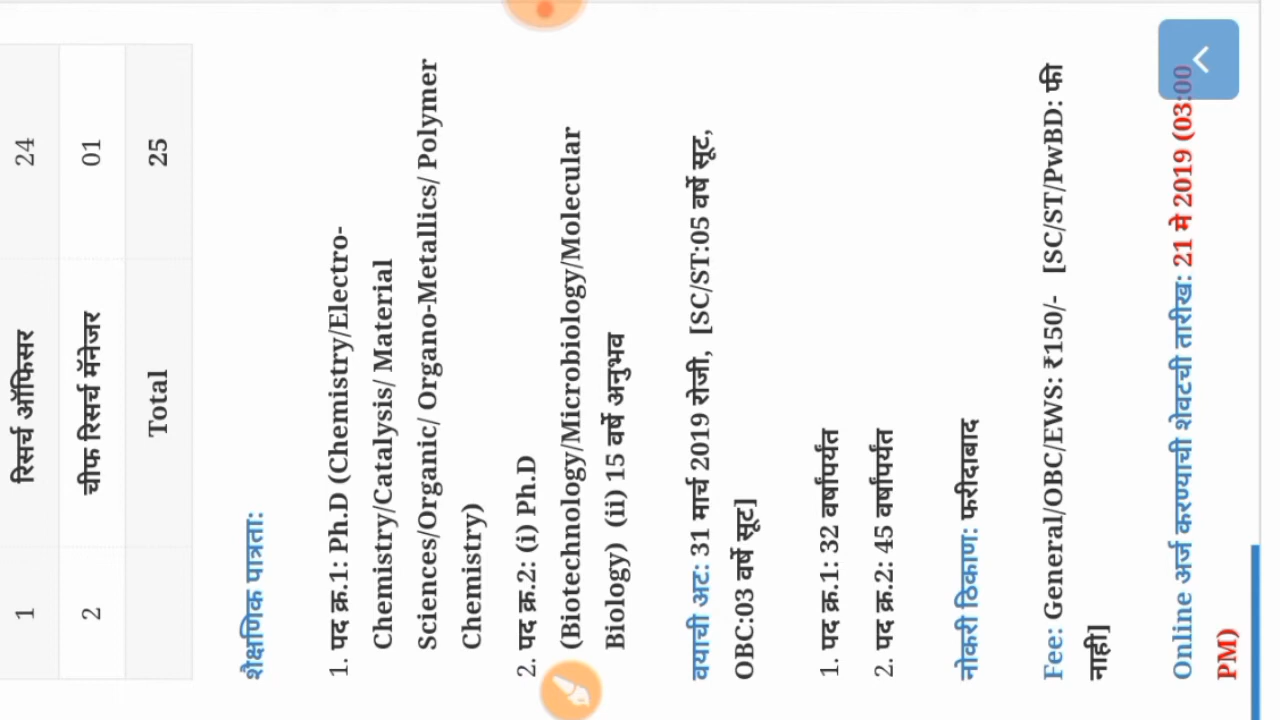 1 रिसर्च ऑफिसर 24
2 चीफ रिसर्च मॅनेजर 01
Total 25
शैक्षणिक पात्रता:
1. पद क्र.1: Ph.D (Chemistry/Electro-
Chemistry/Catalysis/ Material
Sciences/Organic/ Organo-Metallics/ Polymer
Chemistry)
2. पद क्र.2: (i) Ph.D
(Biotechnology/Microbiology/Molecular
Biology) (ii) 15 वर्षे अनुभव
वयाची अट: 31 मार्च 2019 रोजी, [SC/ST:05 वर्षे सूट,
OBC:03 वर्षे सूट]
1. पद क्र.1: 32 वर्षापर्यंत
2. पद क्र.2: 45 वर्षापर्यंत
नोकरी ठिकाण: फरीदाबाद
Fee: General/OBC/EWS: ₹150/- [SC/ST/PwBD: फी
नाही]
Online अर्ज करण्याची शेवटची तारीख: 21 मे 2019 (03:00
PM)